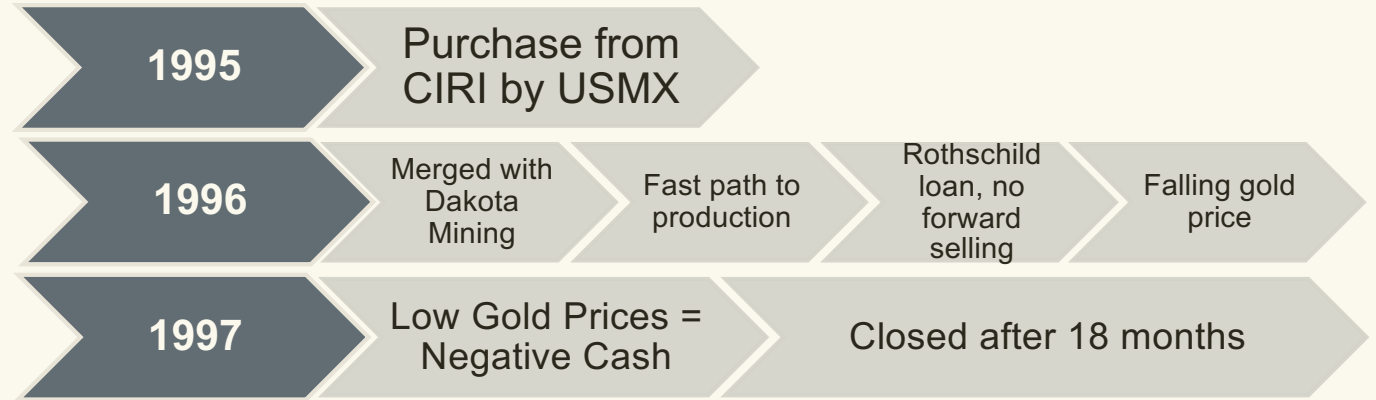 1995
Purchase from
CIRI by USMX
1996
Merged with
Dakota
Mining
Fast path to
production
Rothschild
loan, no
forward
selling
Falling gold
price
1997
Low Gold Prices =
Negative Cash
Closed after 18 months